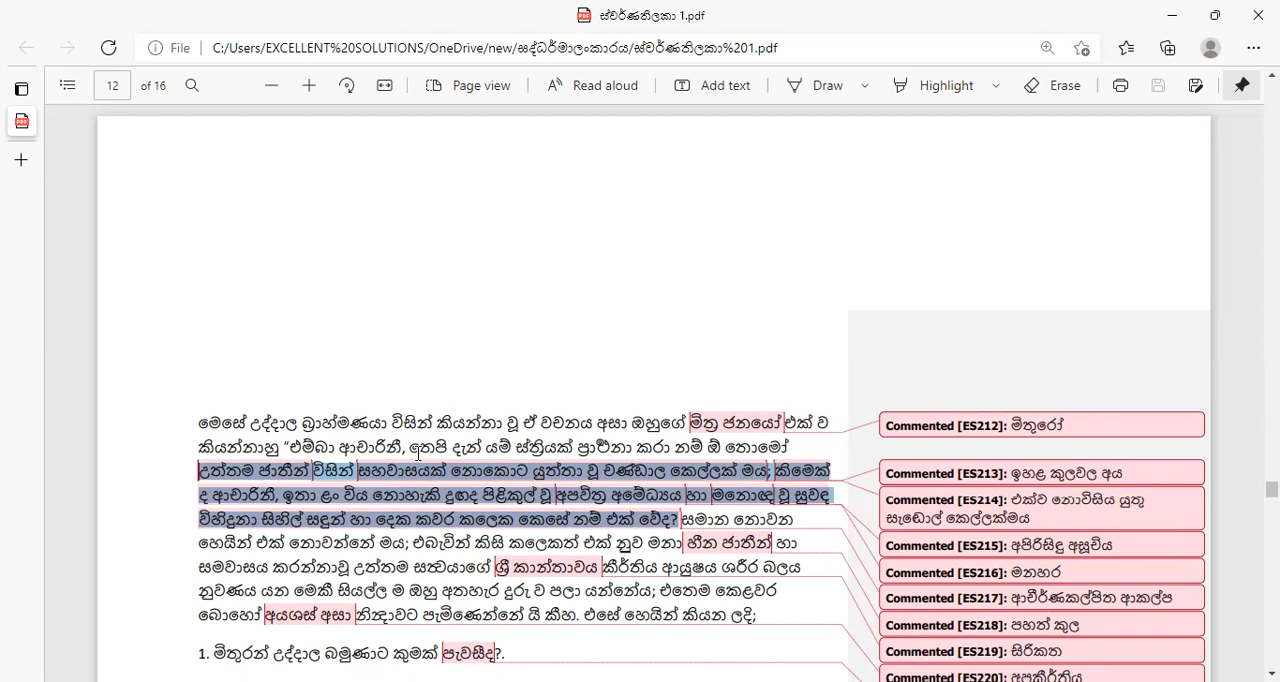 ස්වර්ණතිලකා 1.pdf
File
C:/Users/EXCELLENT%20SOLUTIONS/OneDrive/new/සද්ධර්මාලංකාරය/ස්වර්ණතිලකා%201.pdf
12 of 16
Page view
Read aloud
Add text
Draw
Highlight
Erase
මෙසේ උද්දාල බ්‍රාහ්මණයා විසින් කියන්නා වූ ඒ වචනය අසා ඔහුගේ මිත්‍ර ජනයෝ එක් ව
කියන්නාහු “එම්බා ආචාරිනී, තෙපි දැන් යම් ස්ත්‍රියක් ප්‍රාර්ථනා කරා නම් ඕ තොමෝ
උත්තම ජාතීන් විසින් සහවාසයක් නොකොට යුත්තා වූ චණ්ඩාල කෙල්ලක් මය; කිමෙක්
ද ආචාරිනී, ඉතා ළං විය නොහැකි දුඟඳ පිළිකුල් වූ අපවිත්‍ර අමේධ්‍යය හා මනොඥ වූ සුවඳ
විහිදුනා සිහිල් සඳුන් හා දෙක කවර කලෙක කෙසේ නම් එක් වේද? සමාන නොවන
හෙයින් එක් නොවන්නේ මය; එබැවින් කිසි කලෙකත් එක් නුව මනා හීන ජාතීන් හා
සමවාසය කරන්නාවූ උත්තම සත්‍වයාගේ ශ්‍රී කාන්තාවය කීර්තිය ආයුෂය ශරීර බලය
නුවණය යන මෙකී සියල්ල ම ඔහු අතහැර දුරු ව පලා යන්නේය; එතෙම කෙළවර
බොහෝ අයශස් අසා නින්‍දාවට පැමිණෙන්නේ යි කීහ. එසේ හෙයින් කියන ලදි;
1. මිතුරන් උද්දාල බමුණාට කුමක් පැවසීද?.
Commented [ES212]: මිතුරෝ
Commented [ES213]: ඉහළ කුලවල අය
Commented [ES214]: එක්ව නොවිසිය යුතු
සැඬොල් කෙල්ලක්මය
Commented [ES215]: අපිරිසිදු අසූචිය
Commented [ES216]: මනහර
Commented [ES217]: ආචීර්ණකල්පිත ආකල්ප
Commented [ES218]: පහත් කුල
Commented [ES219]: සිරිකත
Commented [ES220]: අපකීර්තිය